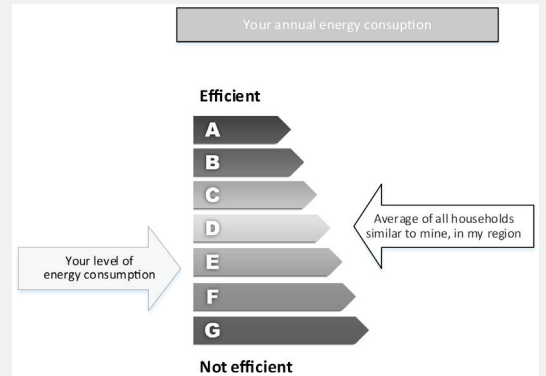 Your annual energy consuption
Efficient
A
B
C
D
E
F
G
Not efficient
Your level of
energy consumption
Average of all households
similar to mine, in my region